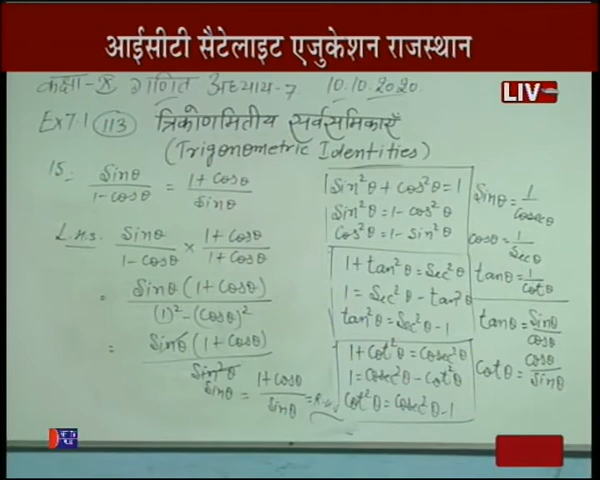 आईसीटी सैटेलाइट एजुकेशन राजस्थान
LIV
कक्षा-X गणित अध्याय-7 10.10.2020.
Ex 7.1 (113) त्रिकोणमितीय सर्वसमिकाएँ
(Trigonometric Identities)
15. Sinθ/1-cosθ = 1+cosθ/Sinθ
L.H.S. Sinθ/1-cosθ × 1+cosθ/1+cosθ
= Sinθ(1+cosθ)/(1)²-(cosθ)²
= Sinθ(1+cosθ)/Sin²θ
Sinθ = 1+cosθ/Sinθ =
Sin²θ+cos²θ=1
Sin²θ=1-cos²θ
Cos²θ=1-Sin²θ
1+tan²θ=Sec²θ
1=Sec²θ-tan²θ
tan²θ=Sec²θ-1
1+cot²θ=Cosec²θ
1=Cosec²θ-Cot²θ
Cot²θ=Cosec²θ-1
Sinθ=1/Cosecθ
Cosθ=1/Secθ
tanθ=1/Cotθ
tanθ=Sinθ/Cosθ
Cotθ=Cosθ/Sinθ